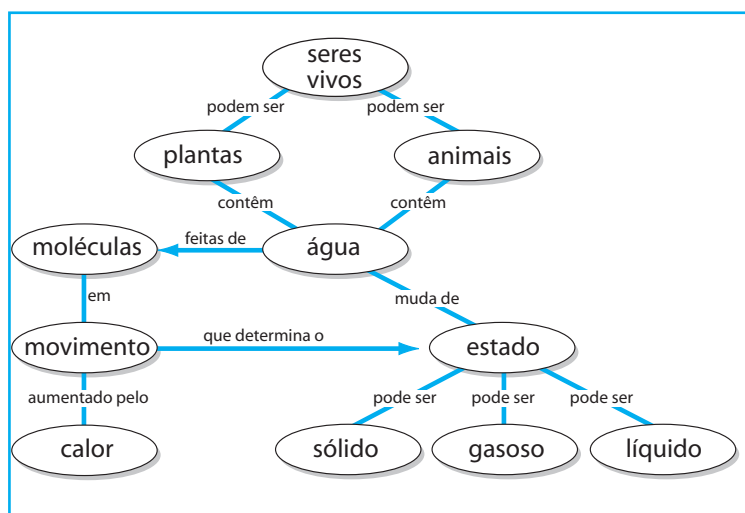 seres
vivos
podem ser
podem ser
plantas
animais
contêm
contêm
moléculas
feitas de
água
em
muda de
movimento
que determina o
estado
aumentado pelo
pode ser
pode ser
pode ser
calor
sólido
gasoso
líquido